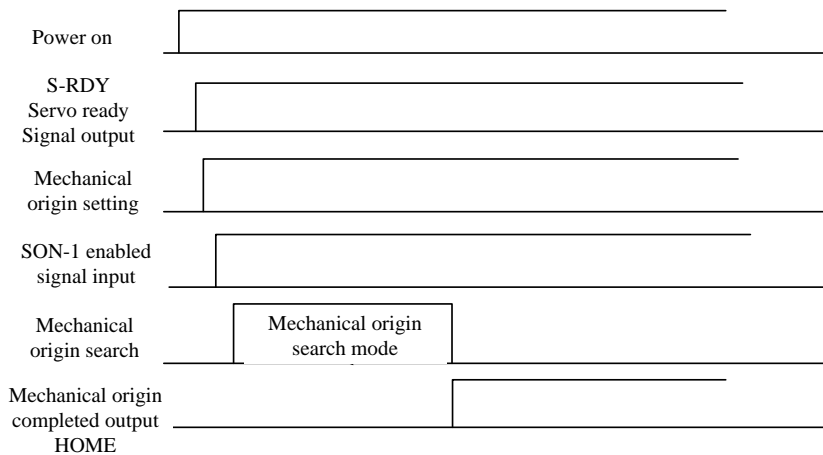 Power on
S-RDY
Servo ready
Signal output
Mechanical
origin setting
SON-1 enabled
signal input
Mechanical
origin search
Mechanical origin
search mode
Mechanical origin
completed output
HOME